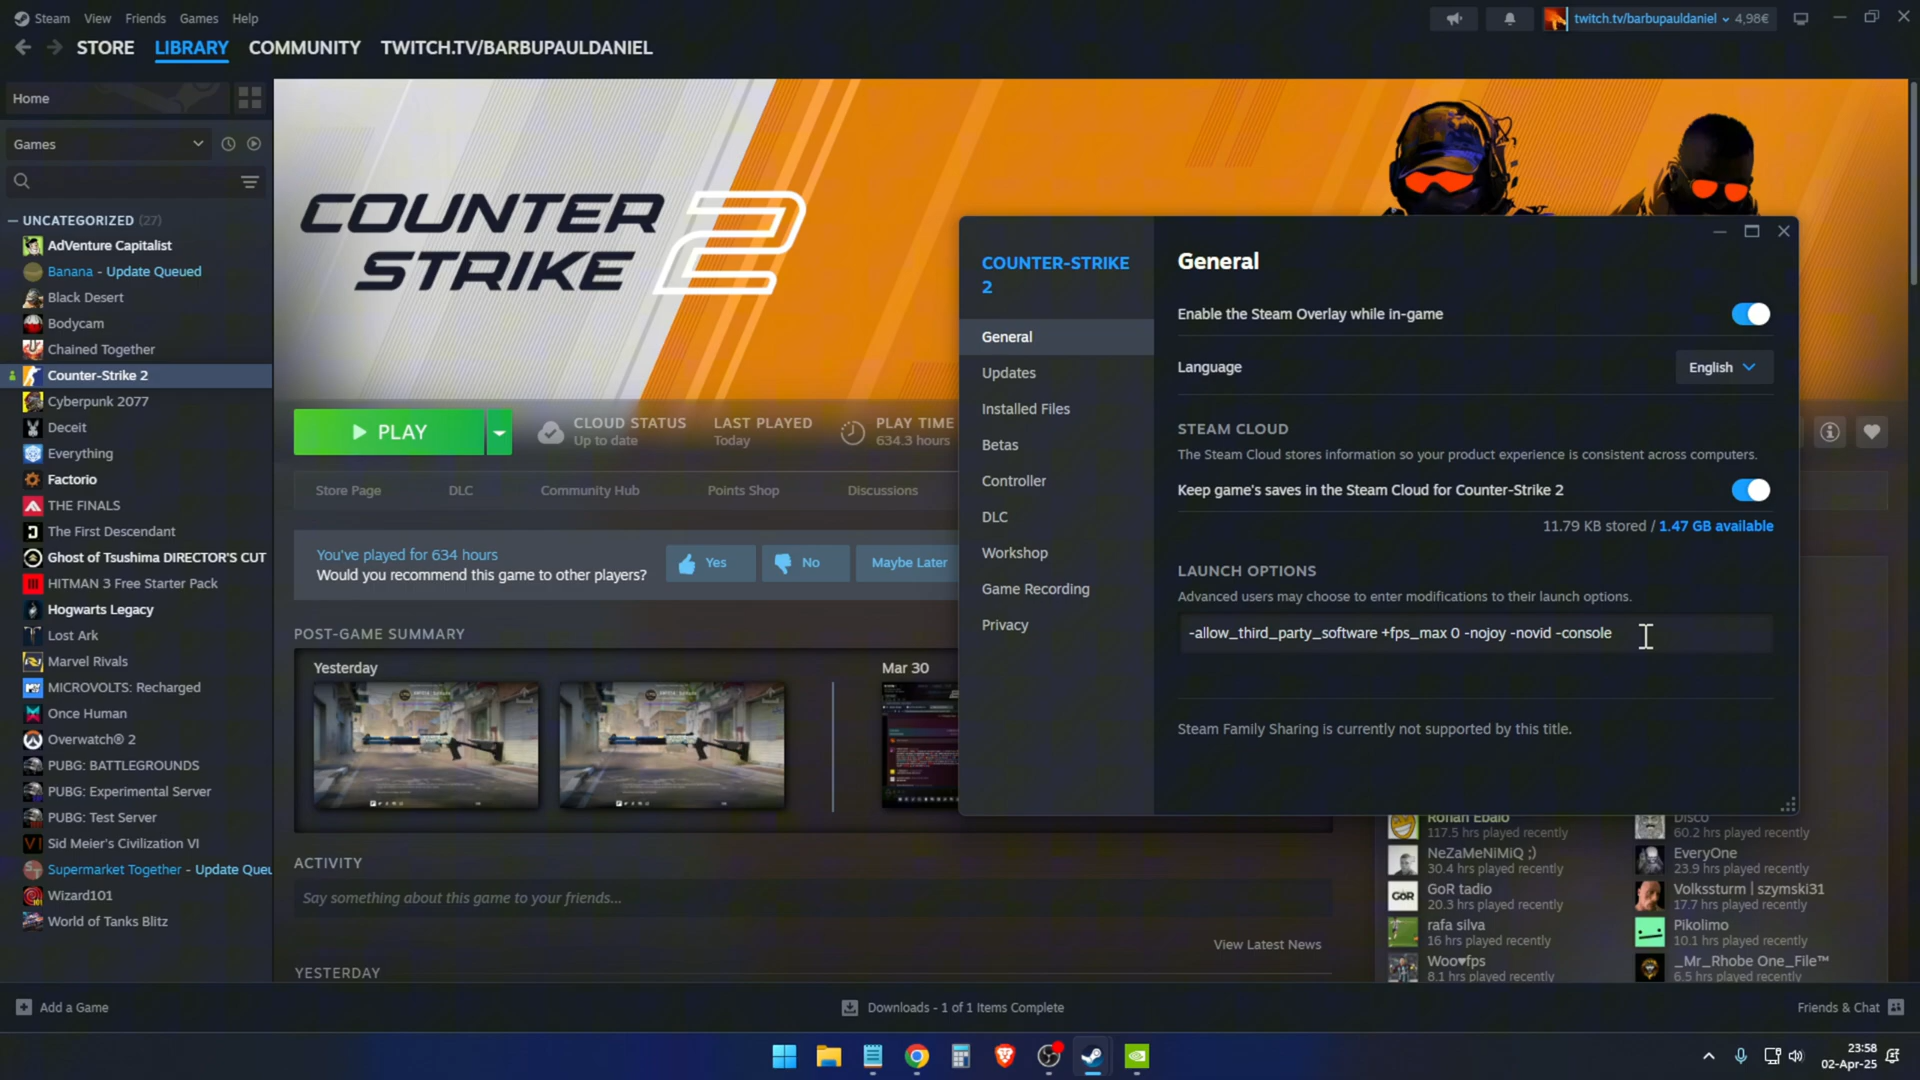 Steam View Friends Games Help
twitch.tv/barbupauldaniel 4,98€
STORE LIBRARY COMMUNITY TWITCH.TV/BARBUPAULDANIEL
Home
Games
UNCATEGORIZED (27)
AdVenture Capitalist
Banana - Update Queued
Black Desert
Bodycam
Chained Together
Counter-Strike 2
Cyberpunk 2077
Deceit
Everything
Factorio
THE FINALS
The First Descendant
Ghost of Tsushima DIRECTOR'S CUT
HITMAN 3 Free Starter Pack
Hogwarts Legacy
Lost Ark
Marvel Rivals
MICROVOLTS: Recharged
Once Human
Overwatch® 2
PUBG: BATTLEGROUNDS
PUBG: Experimental Server
PUBG: Test Server
Sid Meier's Civilization VI
Supermarket Together - Update Queu
Wizard101
World of Tanks Blitz
COUNTER
STRIKE 2
PLAY
CLOUD STATUS
Up to date
LAST PLAYED
Today
PLAY TIME
634.3 hours
Store Page DLC Community Hub Points Shop Discussions
You've played for 634 hours
Would you recommend this game to other players?
Yes No Maybe Later
POST-GAME SUMMARY
Yesterday
Mar 30
ACTIVITY
Say something about this game to your friends...
View Latest News
YESTERDAY
COUNTER-STRIKE
2
General
Updates
Installed Files
Betas
Controller
DLC
Workshop
Game Recording
Privacy
General
Enable the Steam Overlay while in-game
Language English
STEAM CLOUD
The Steam Cloud stores information so your product experience is consistent across computers.
Keep game's saves in the Steam Cloud for Counter-Strike 2
11.79 KB stored / 1.47 GB available
LAUNCH OPTIONS
Advanced users may choose to enter modifications to their launch options.
-allow_third_party_software +fps_max 0 -nojoy -novid -console
Steam Family Sharing is currently not supported by this title.
Ronan Ebalo
117.5 hrs played recently
Disco
60.2 hrs played recently
NeZaMeNiMiQ ;)
30.4 hrs played recently
EveryOne
23.9 hrs played recently
GoR tadio
20.3 hrs played recently
Volkssturm | szymski31
17.7 hrs played recently
rafa silva
16 hrs played recently
Pikolimo
10.1 hrs played recently
Woo♥fps
8.1 hrs played recently
_Mr_Rhobe One_File™
6.5 hrs played recently
Add a Game
Downloads - 1 of 1 Items Complete
Friends & Chat
23:58
02-Apr-25